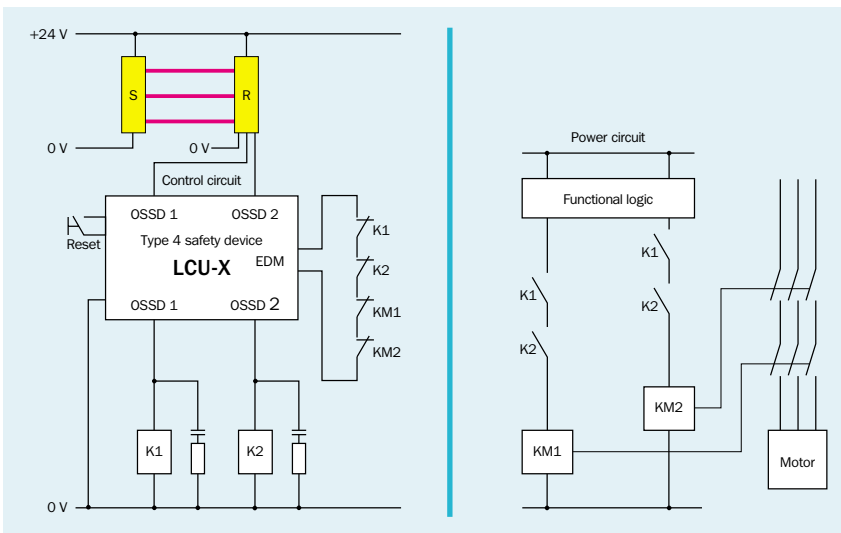 +24 V
S
R
0 V
0 V
Control circuit
OSSD 1
OSSD 2
Reset
Type 4 safety device
LCU-X
EDM
OSSD 1
OSSD 2
K1
K2
KM1
KM2
K1
K2
0 V
Power circuit
Functional logic
K1
K1
K2
K2
KM2
KM1
Motor